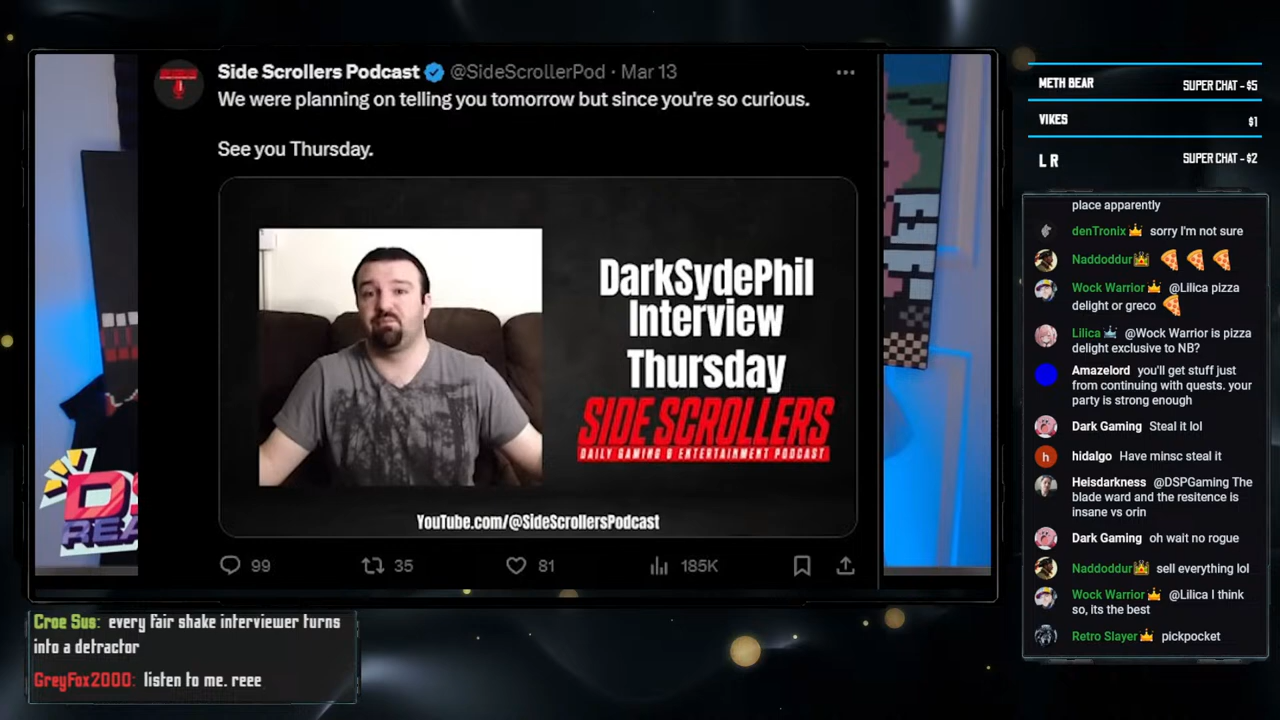 Side Scrollers Podcast @SideScrollerPod · Mar 13
We were planning on telling you tomorrow but since you're so curious.
See you Thursday.
DarkSydePhil
Interview
Thursday
SIDE SCROLLERS
DAILY GAMING & ENTERTAINMENT PODCAST
YouTube.com/@SideScrollersPodcast
99
35
81
185K
Croe Sus: every fair shake interviewer turns
into a detractor
GreyFox2000: listen to me. reee
METH BEAR SUPER CHAT - $5
VIKES $1
L R SUPER CHAT - $2
place apparently
denTronix sorry I'm not sure
Naddoddur
Wock Warrior @Lilica pizza
delight or greco
Lilica @Wock Warrior is pizza
delight exclusive to NB?
Amazelord you'll get stuff just
from continuing with quests. your
party is strong enough
Dark Gaming Steal it lol
h
hidalgo Have minsc steal it
Heisdarkness @DSPGaming The
blade ward and the resitence is
insane vs orin
Dark Gaming oh wait no rogue
Naddoddur sell everything lol
Wock Warrior @Lilica I think
so, its the best
Retro Slayer pickpocket